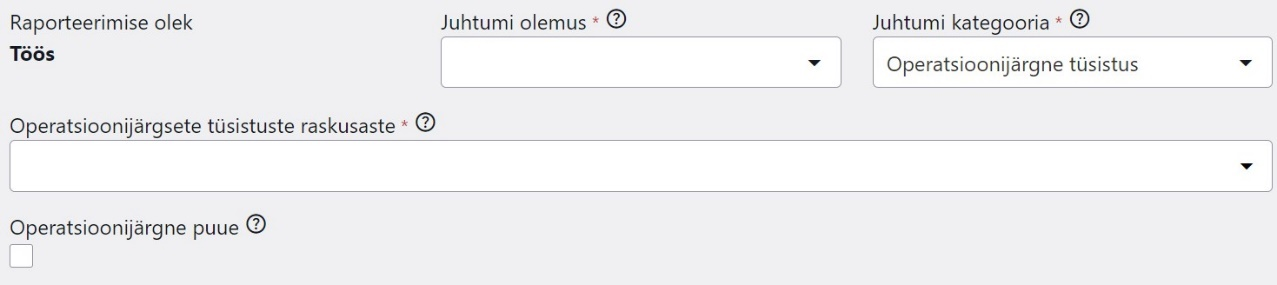 Raporteerimise olek
Töös
Juhtumi olemus *
Juhtumi kategooria *
Operatsioonijärgne tüsistus
Operatsioonijärgsete tüsistuste raskusaste *
Operatsioonijärgne puue